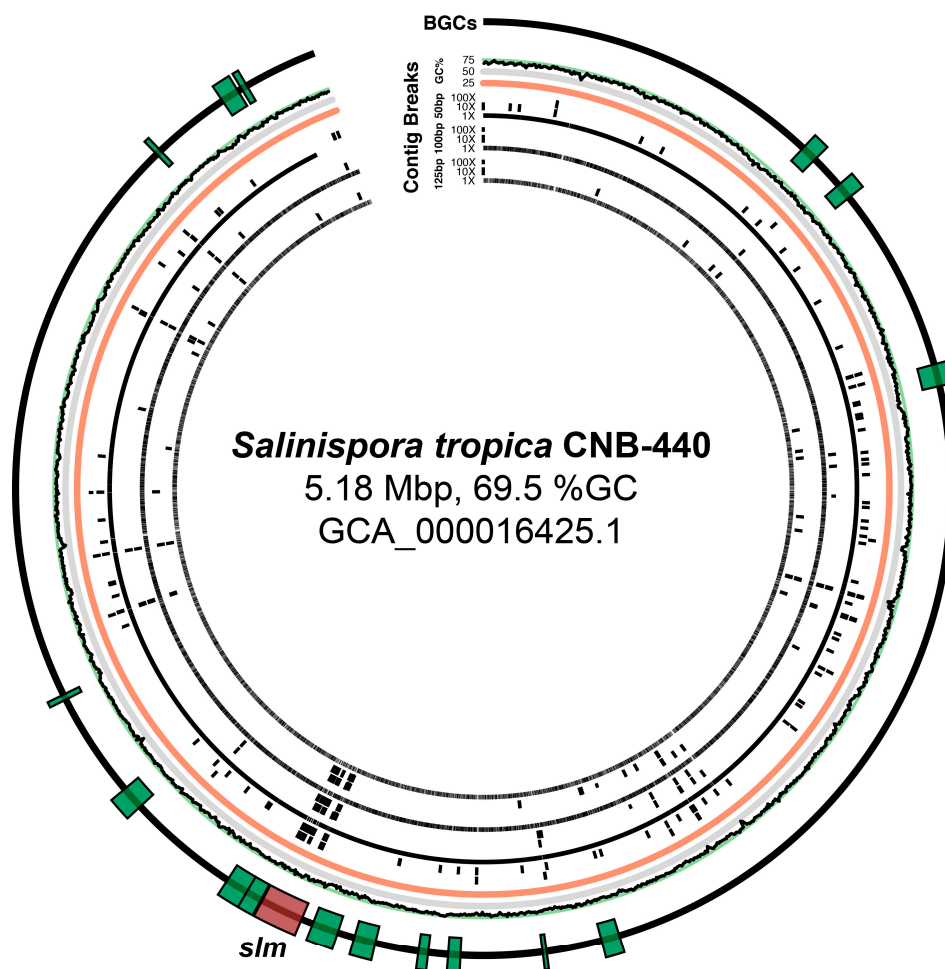 BGCs
Contig Breaks
GC%
75
50
25
50bp
100X
10X
1X
100bp
100X
10X
1X
125bp
100X
10X
1X
Salinispora tropica CNB-440
5.18 Mbp, 69.5 %GC
GCA_000016425.1
slm